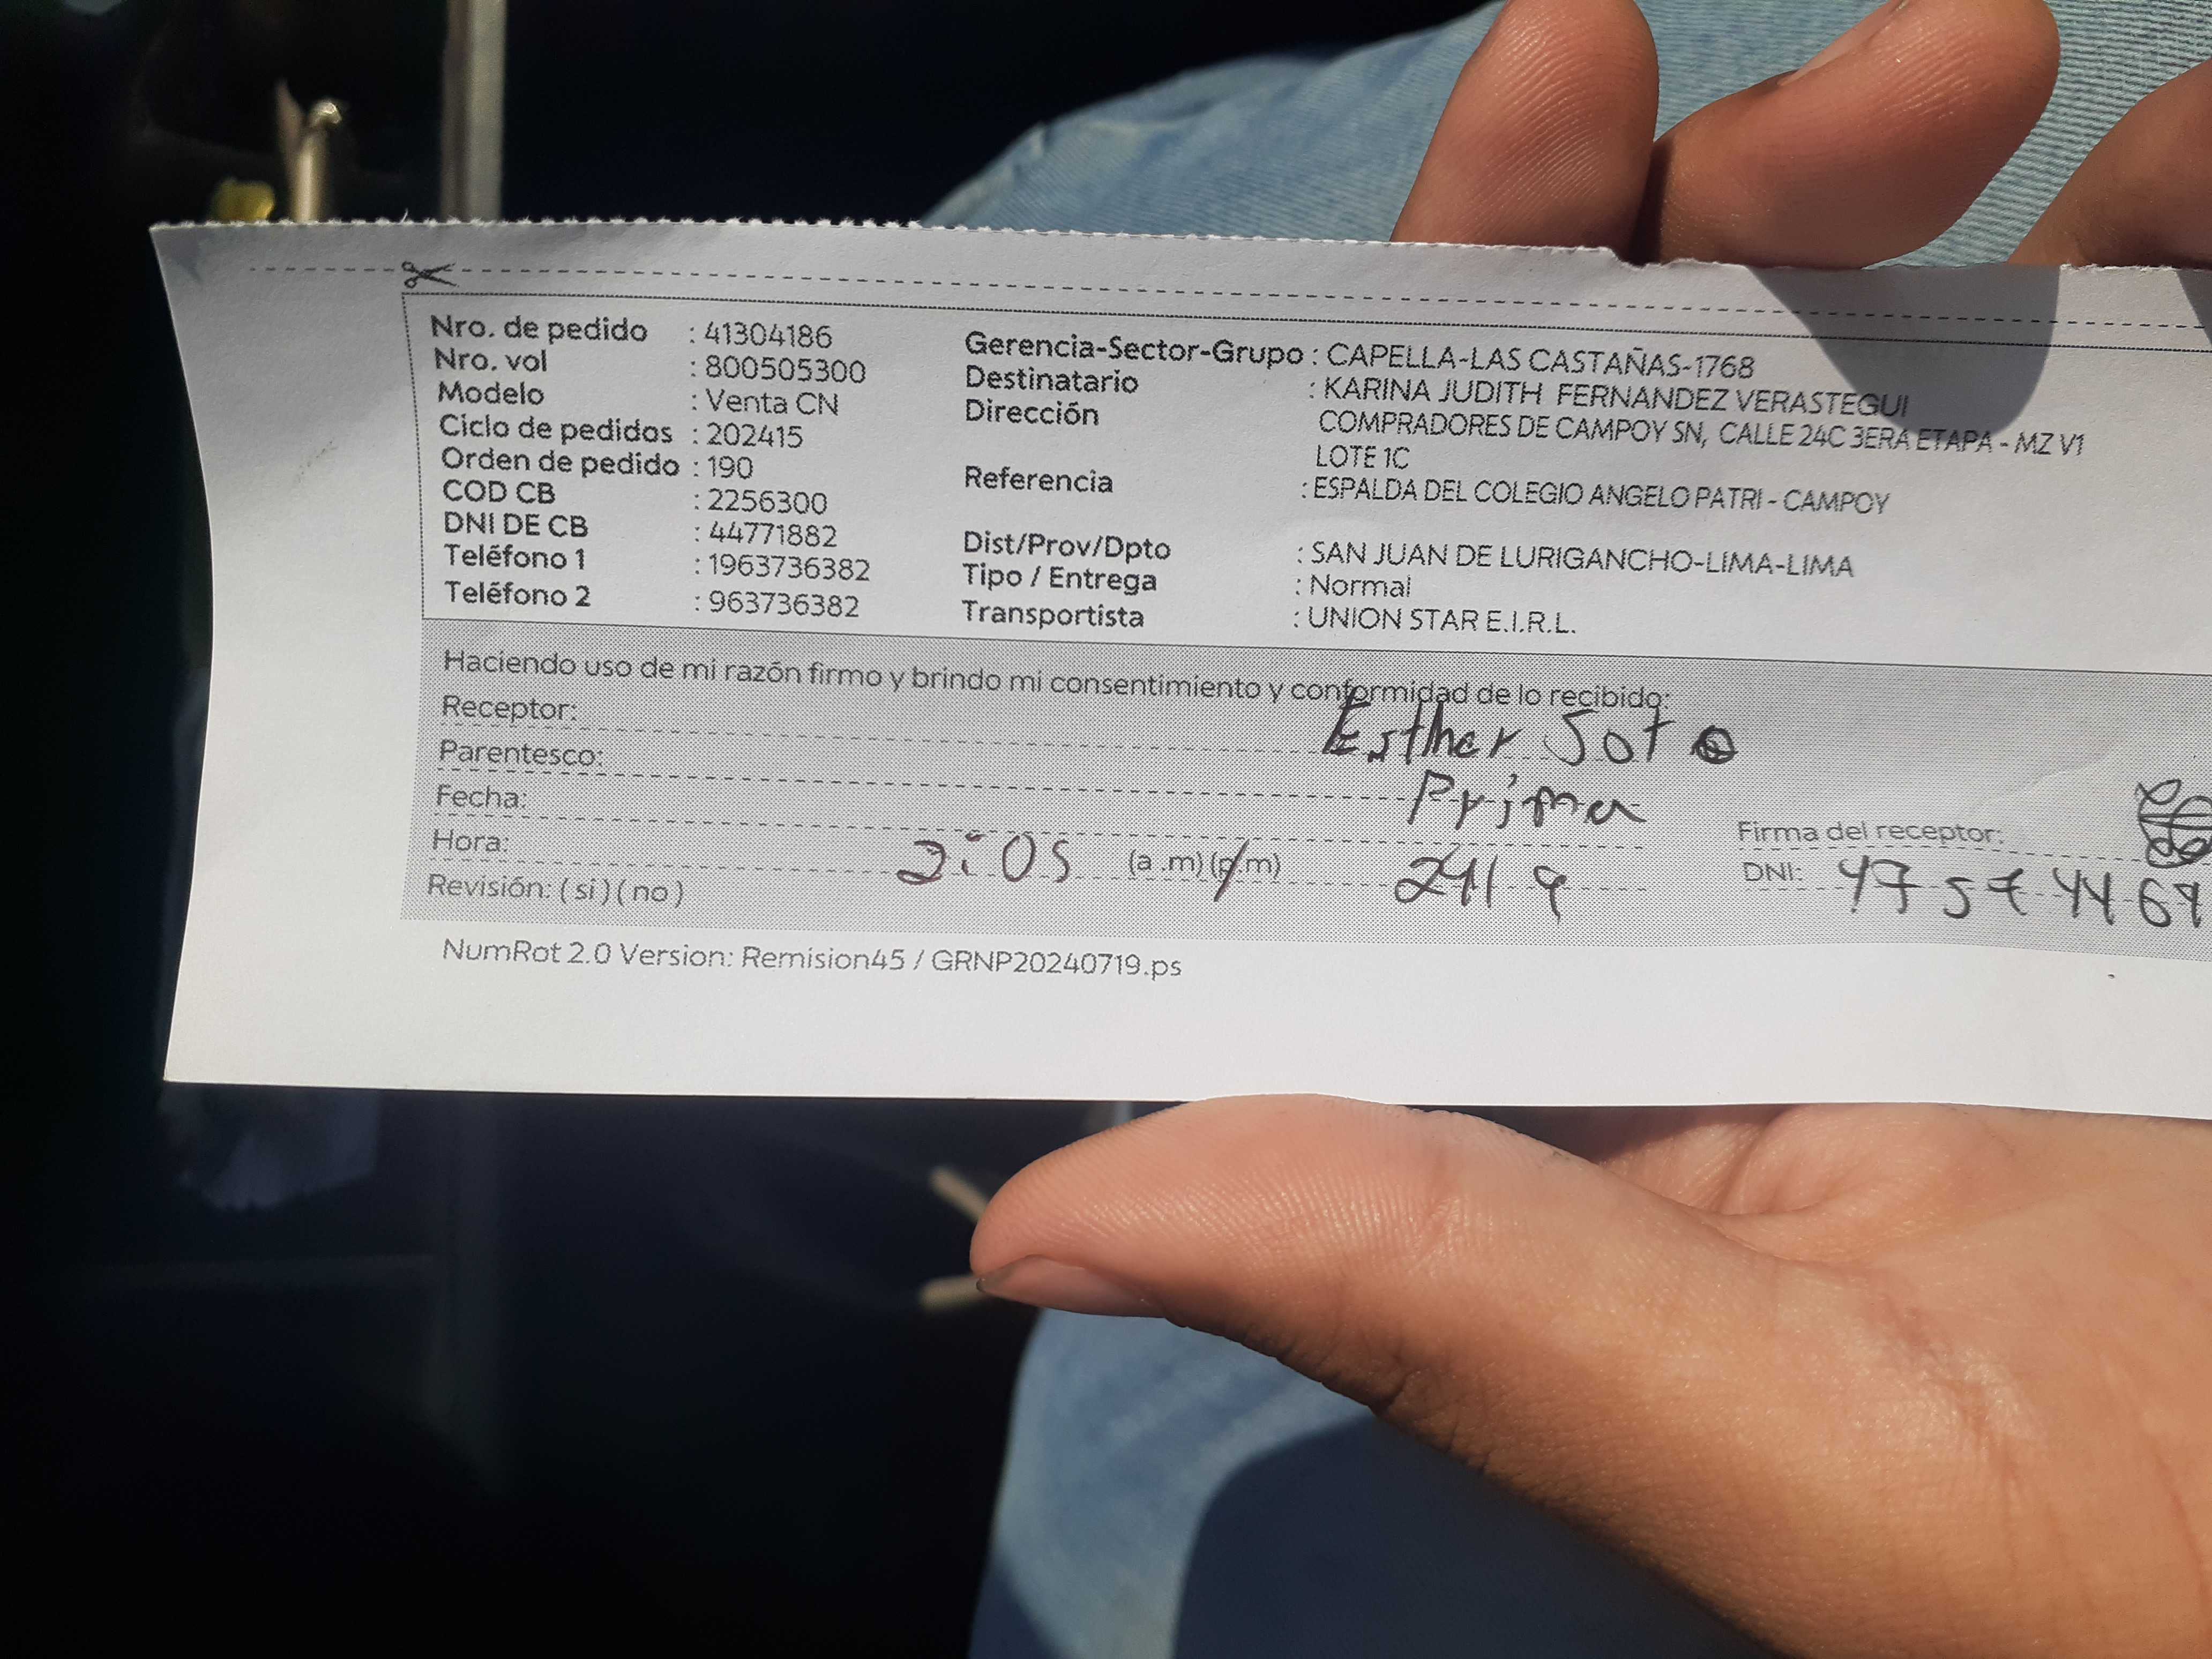 Nro. de pedido : 41304186
Nro. vol : 800505300
Modelo : Venta CN
Ciclo de pedidos : 202415
Orden de pedido : 190
COD CB : 2256300
DNI DE CB : 44771882
Teléfono 1 : 1963736382
Teléfono 2 : 963736382
Gerencia-Sector-Grupo : CAPELLA-LAS CASTAÑAS-1768
Destinatario : KARINA JUDITH FERNANDEZ VERASTEGUI
Dirección COMPRADORES DE CAMPOY SN, CALLE 24C 3ERA ETAPA - MZ V1
LOTE 1C
Referencia : ESPALDA DEL COLEGIO ANGELO PATRI - CAMPOY
Dist/Prov/Dpto : SAN JUAN DE LURIGANCHO-LIMA-LIMA
Tipo / Entrega : Normal
Transportista : UNION STAR E.I.R.L.
Haciendo uso de mi razón firmo y brindo mi consentimiento y conformidad de lo recibido:
Receptor: Esther Soto
Parentesco: Prima
Fecha:
Hora: 2:05 (a .m) (p.m)
Firma del receptor:
DNI:
Revisión: ( si ) ( no )
NumRot 2.0 Version: Remision45 / GRNP20240719.ps